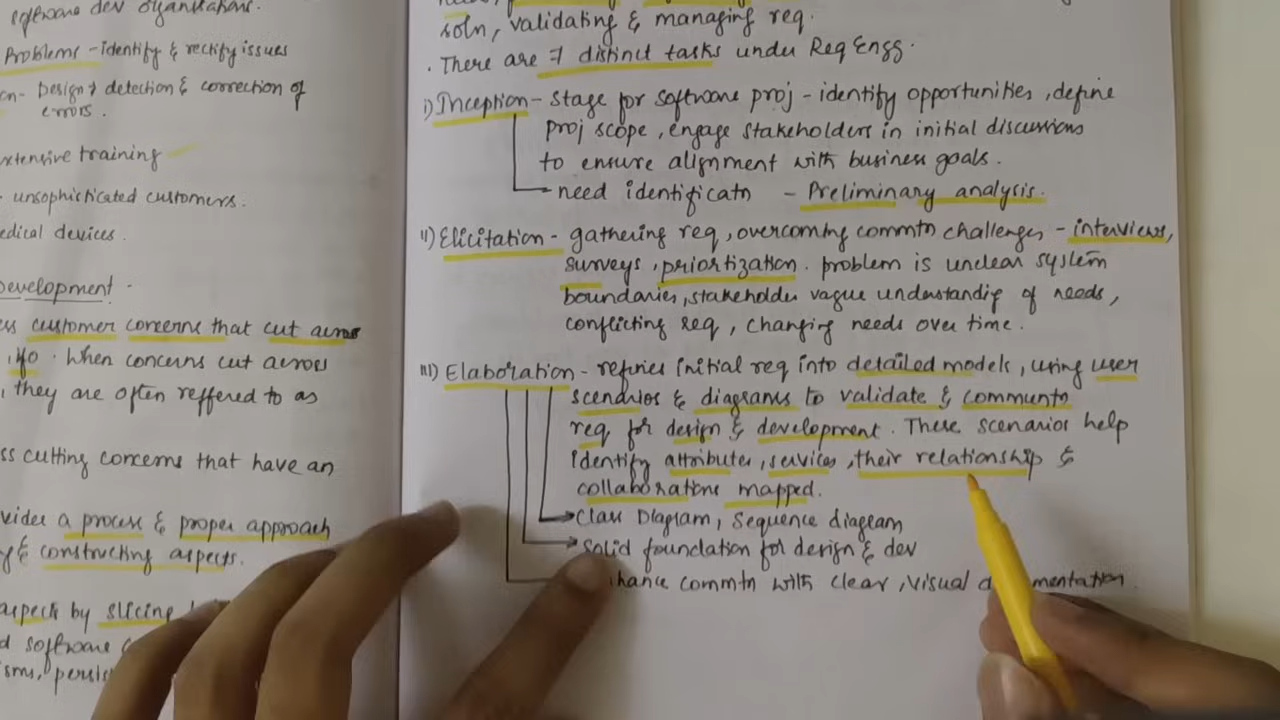 software dev organisations.
Problems - identify & rectify issues
Design & detection & correction of
errors.
extensive training
unsophisticated customers.
medical devices.
Development -
customer concerns that cut across
When concerns cut across
, they are often reffered to as
cutting concerns that have an
a process & proper approach
& constructing aspects.
aspects by slicing
software
soln, validating & managing req.
. There are 7 distinct tasks under Req Engg.
i) Inception - stage for software proj - identify opportunities, define
proj scope, engage stakeholders in initial discussions
to ensure alignment with business goals.
need identificatn - Preliminary analysis.
ii) Elicitation - gathering req, overcoming commtn challenges - interviews,
surveys, priortization. problem is unclear system
boundaries, stakeholder vague understandig of needs,
conflicting req, changing needs over time.
iii) Elaboration - refines initial req into detailed models, using user
scenarios & diagrams to validate & communtn
req for design & development. These scenarios help
identify attributes, services, their relationship &
collaborations mapped.
Class Diagram, Sequence diagram
Solid foundation for design & dev
commtn with clear, visual